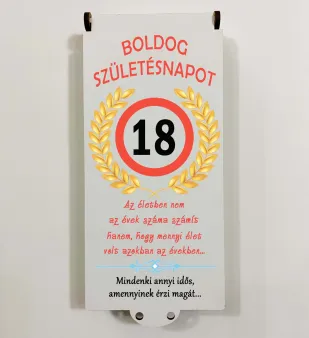 BOLDOG
SZÜLETÉSNAPOT
18
Az életben nem
az évek száma számít
hanem, hogy mennyi élet
volt azokban az években...
Mindenki annyi idős,
amennyinek érzi magát...